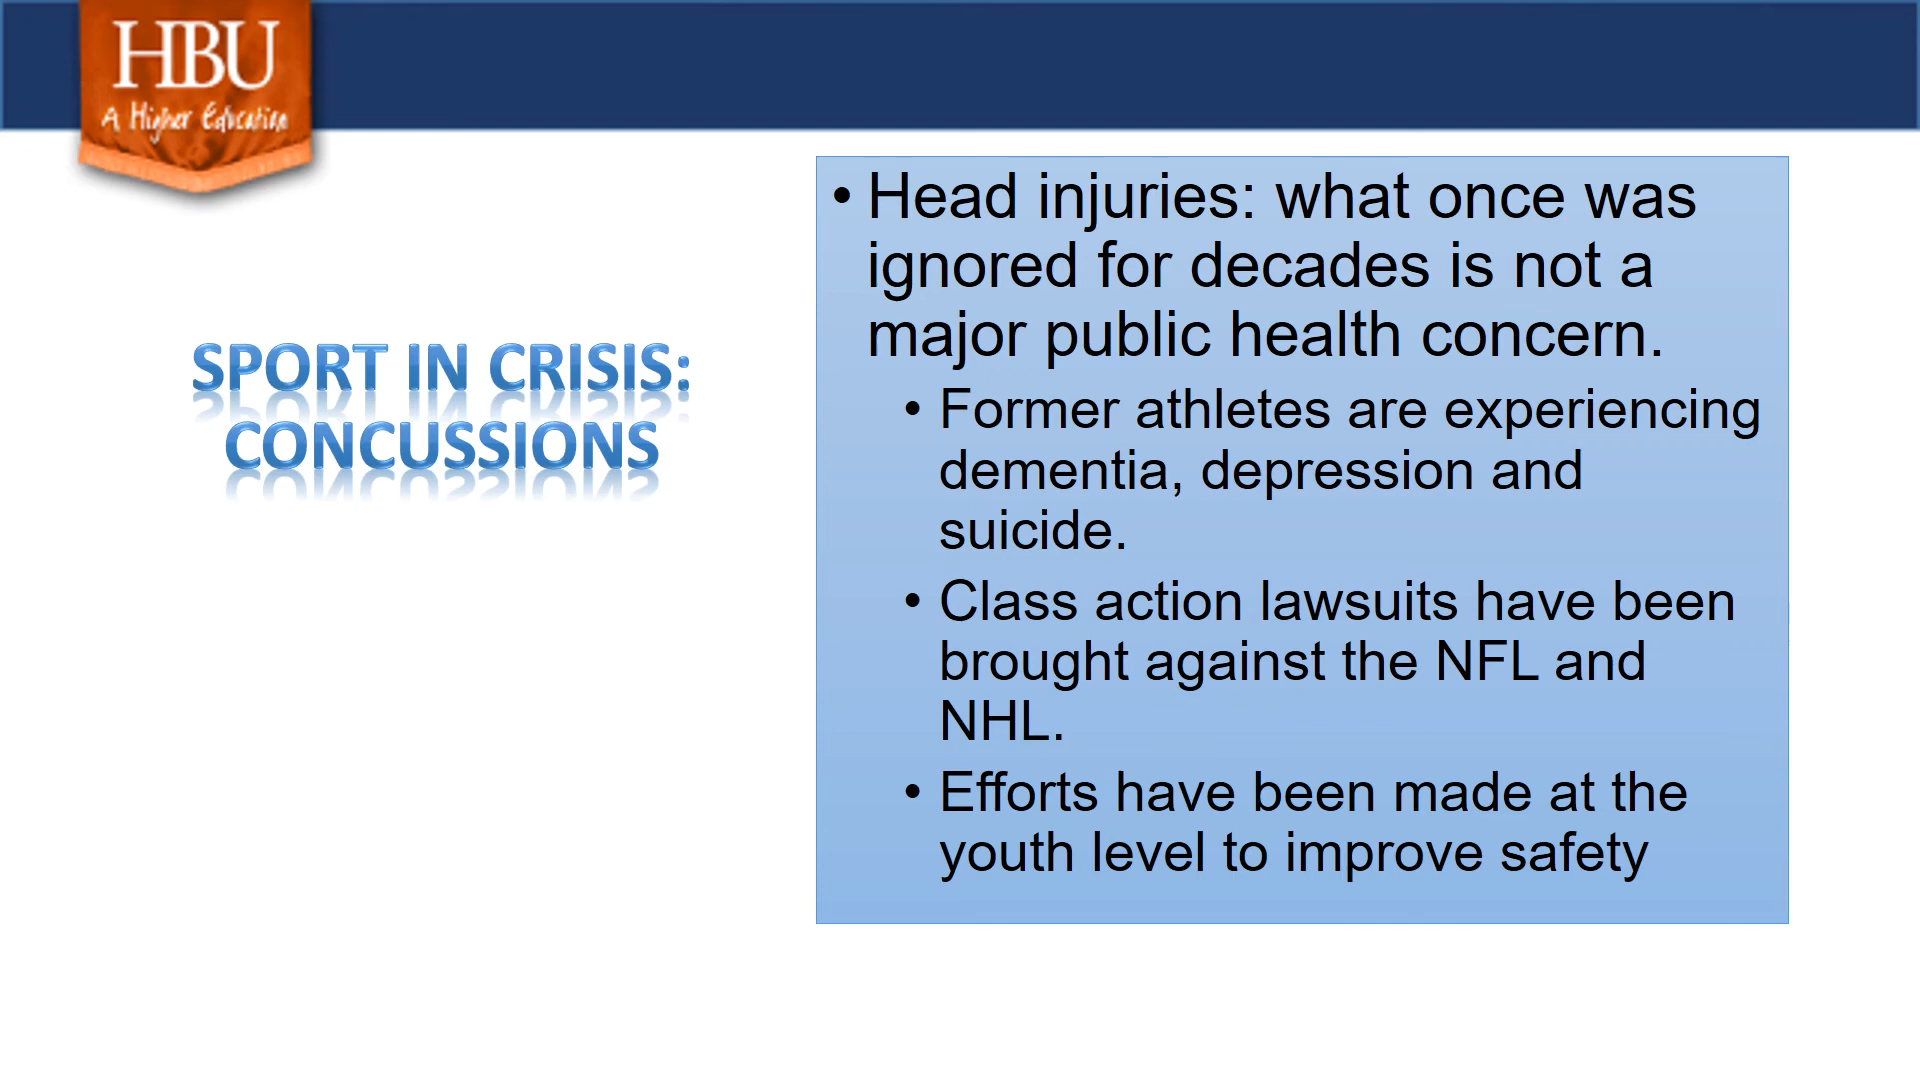 HBU
A Higher Education
SPORT IN CRISIS:
CONCUSSIONS
• Head injuries: what once was
ignored for decades is not a
major public health concern.
• Former athletes are experiencing
dementia, depression and
suicide.
• Class action lawsuits have been
brought against the NFL and
NHL.
• Efforts have been made at the
youth level to improve safety